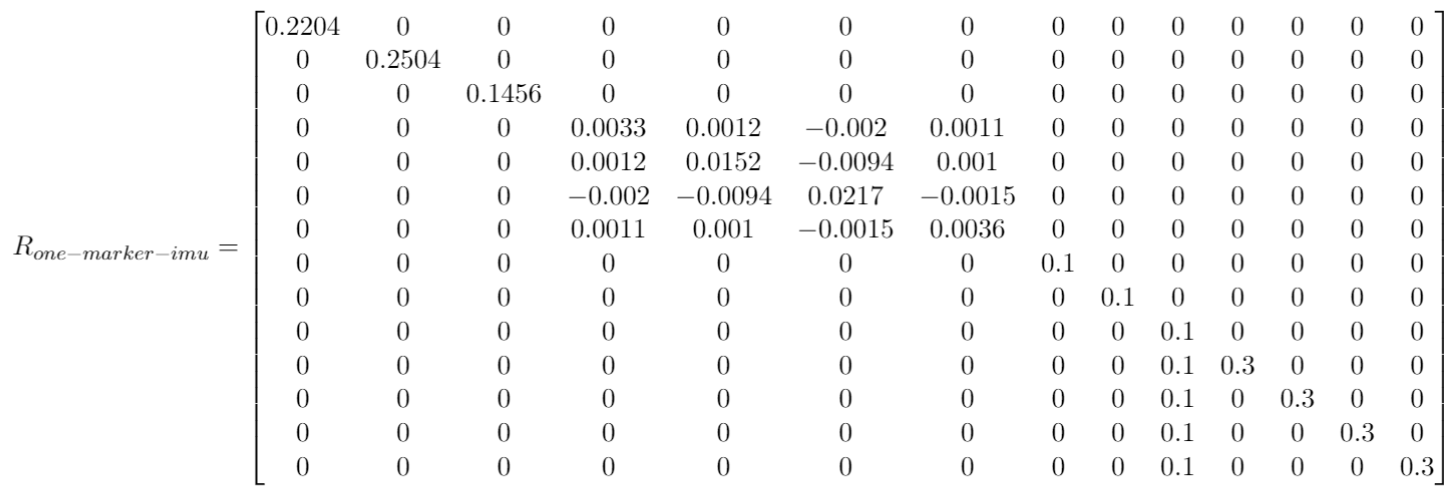 0.2204 0 0 0 0 0 0 0 0 0 0 0 0 0
0 0.2504 0 0 0 0 0 0 0 0 0 0 0 0
0 0 0.1456 0 0 0 0 0 0 0 0 0 0 0
0 0 0 0.0033 0.0012 −0.002 0.0011 0 0 0 0 0 0 0
0 0 0 0.0012 0.0152 −0.0094 0.001 0 0 0 0 0 0 0
0 0 0 −0.002 −0.0094 0.0217 −0.0015 0 0 0 0 0 0 0
0 0 0 0.0011 0.001 −0.0015 0.0036 0 0 0 0 0 0 0
R_{one−marker−imu} =
0 0 0 0 0 0 0 0.1 0 0 0 0 0 0
0 0 0 0 0 0 0 0 0.1 0 0 0 0 0
0 0 0 0 0 0 0 0 0 0.1 0 0 0 0
0 0 0 0 0 0 0 0 0 0.1 0.3 0 0 0
0 0 0 0 0 0 0 0 0 0.1 0 0.3 0 0
0 0 0 0 0 0 0 0 0 0.1 0 0 0.3 0
0 0 0 0 0 0 0 0 0 0.1 0 0 0 0.3